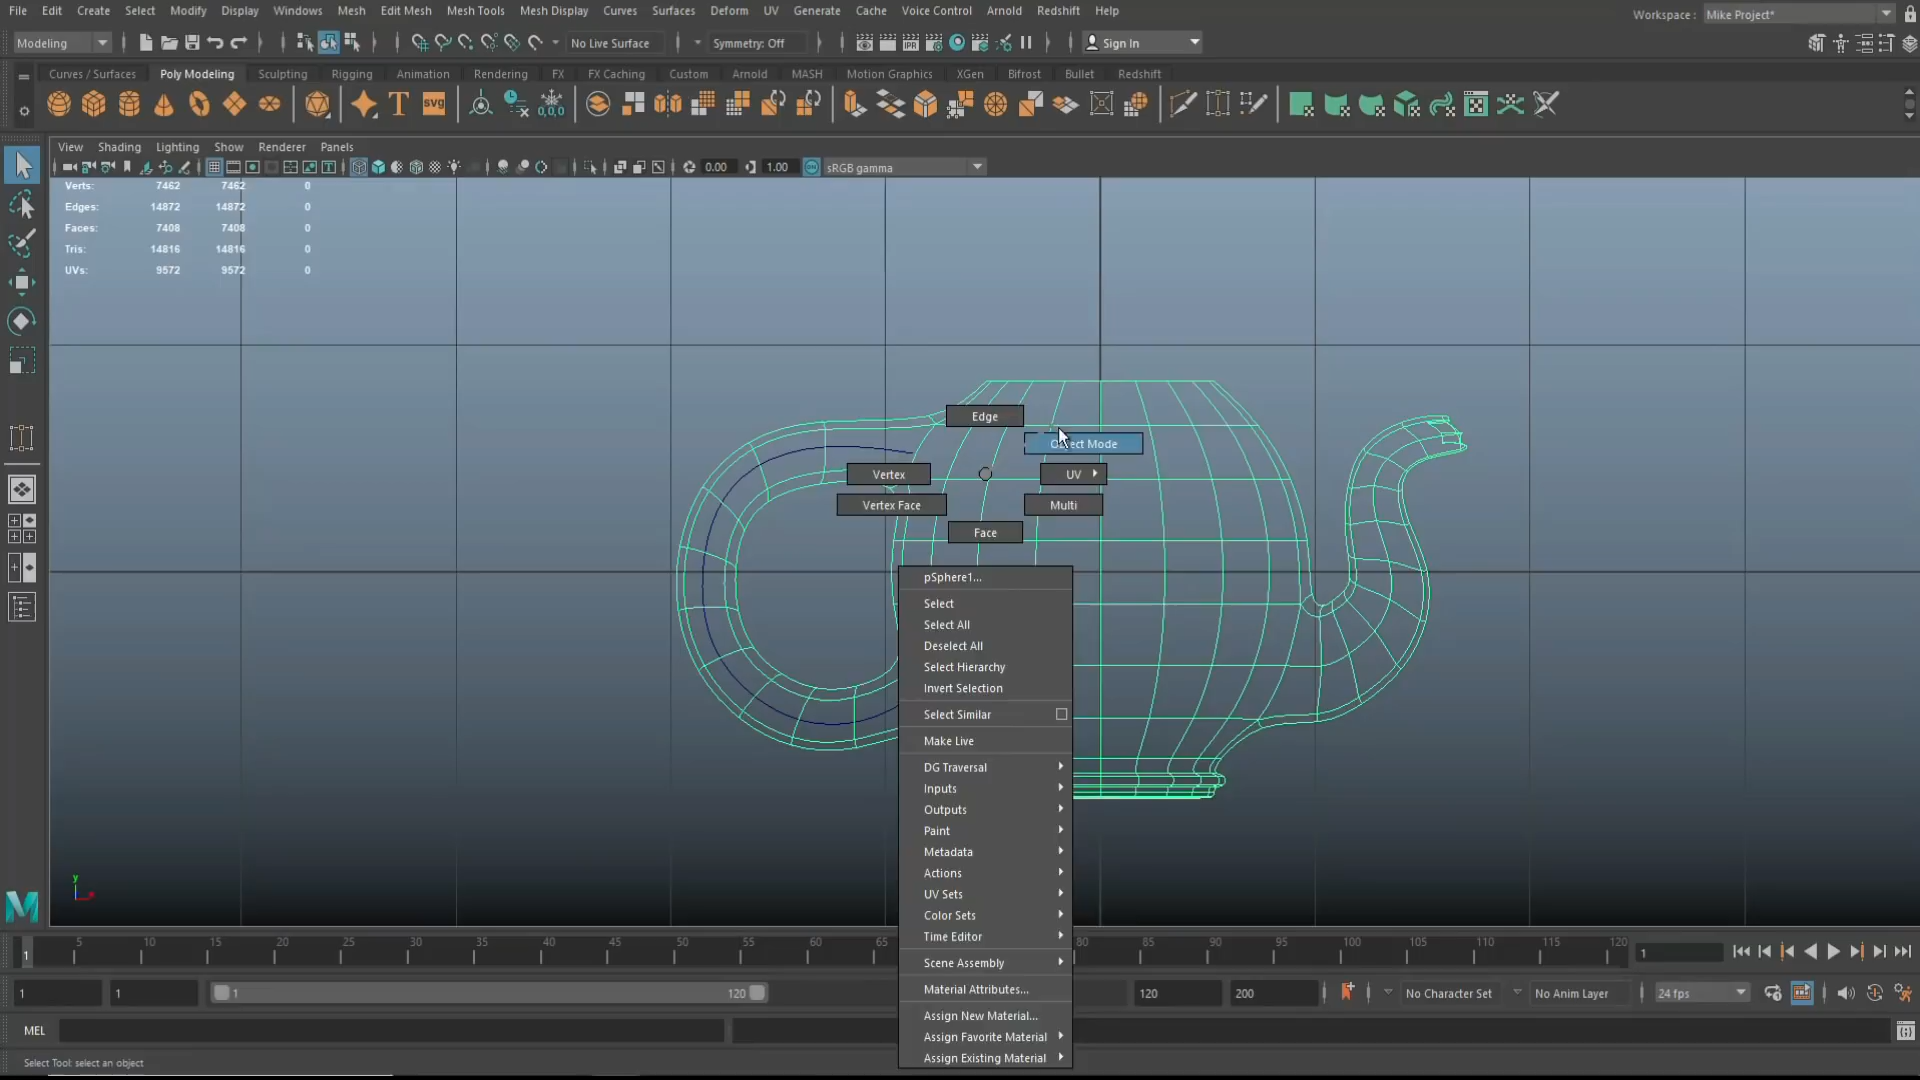 File Edit Create Select Modify Display Windows Mesh Edit Mesh Mesh Tools Mesh Display Curves Surfaces Deform UV Generate Cache Voice Control Arnold Redshift Help
Workspace : Mike Project*
Modeling No Live Surface Symmetry: Off Sign In
Curves / Surfaces Poly Modeling Sculpting Rigging Animation Rendering FX FX Caching Custom Arnold MASH Motion Graphics XGen Bifrost Bullet Redshift
T SVG 0,0,0
View Shading Lighting Show Renderer Panels
0.00 1.00 sRGB gamma
Verts: 7462 7462 0
Edges: 14872 14872 0
Faces: 7408 7408 0
Tris: 14816 14816 0
UVs: 9572 9572 0
Edge
Object Mode
Vertex UV
Vertex Face Multi
Face
pSphere1...
Select
Select All
Deselect All
Select Hierarchy
Invert Selection
Select Similar
Make Live
DG Traversal
Inputs
Outputs
Paint
Metadata
Actions
UV Sets
Color Sets
Time Editor
Scene Assembly
Material Attributes...
Assign New Material...
Assign Favorite Material
Assign Existing Material
y
M
5 10 15 20 25 30 35 40 45 50 55 60 65 80 85 90 95 100 105 110 115 120
1 1
1 1 1 120 120 200 No Character Set No Anim Layer 24 fps
MEL
Select Tool: select an object